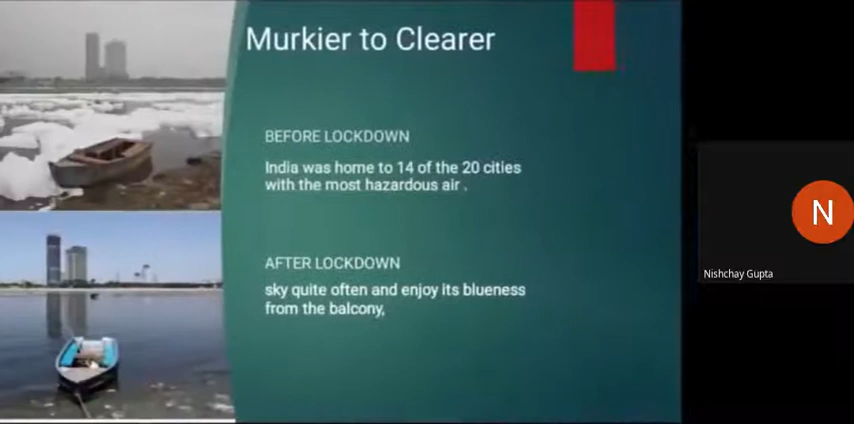 Murkier to Clearer
BEFORE LOCKDOWN
India was home to 14 of the 20 cities
with the most hazardous air .
AFTER LOCKDOWN
sky quite often and enjoy its blueness
from the balcony,
N
Nishchay Gupta